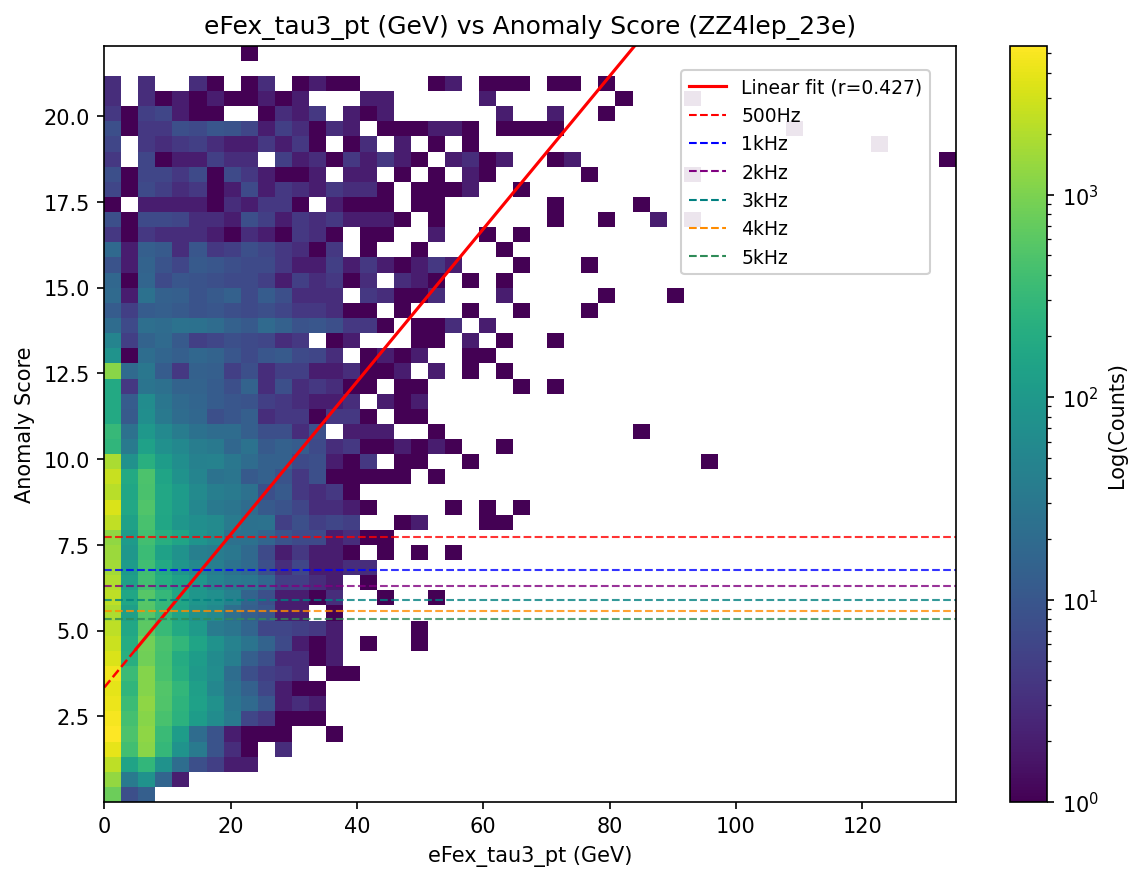 eFex_tau3_pt (GeV) vs Anomaly Score (ZZ4lep_23e)
Linear fit (r=0.427)
500Hz
1kHz
2kHz
3kHz
4kHz
5kHz
Anomaly Score
20.0
17.5
15.0
12.5
10.0
7.5
5.0
2.5
0 20 40 60 80 100 120
eFex_tau3_pt (GeV)
10³
10²
10¹
10⁰
Log(Counts)